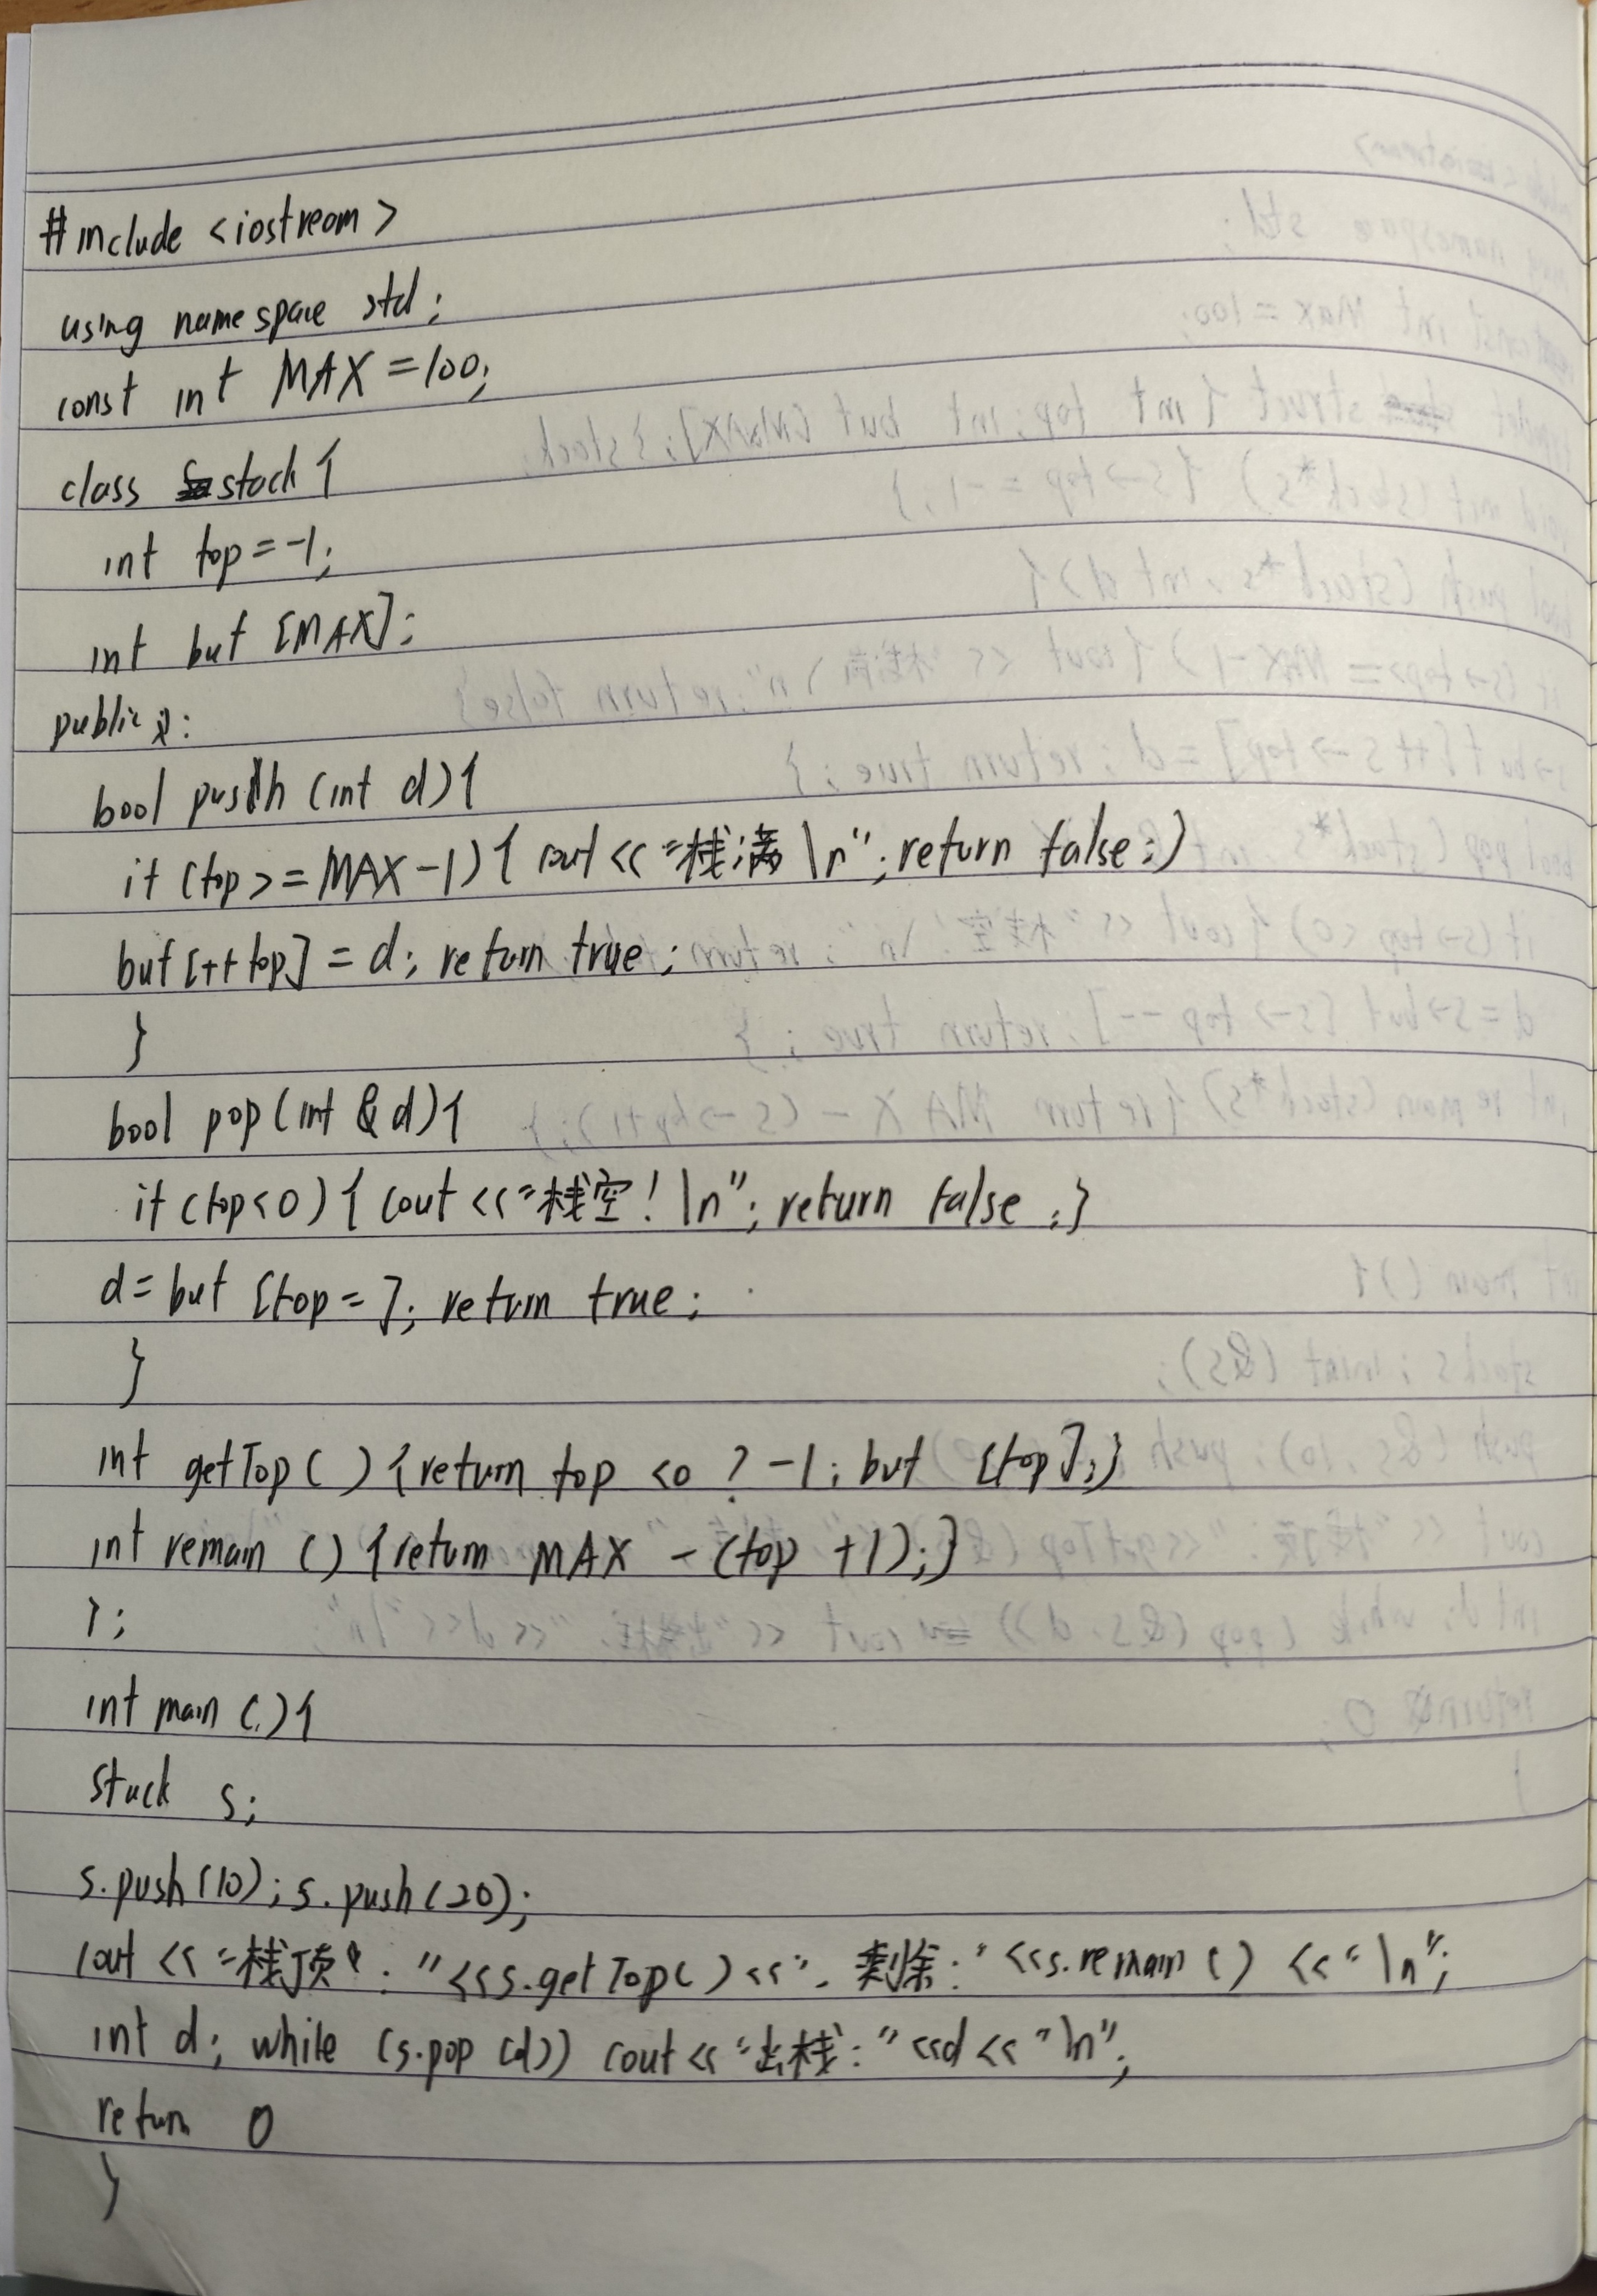 #include <iostream>
using namespace std;
const int MAX=100;
class stack{
int top=-1;
int buf [MAX];
public:
bool push (int d){
if (top>=MAX-1){ cout << "栈满\n"; return false;}
buf[++top] = d; return true;
}
bool pop(int &d){
if (top<0){ cout << "栈空!\n"; return false ;}
d=buf [top--]; return true;
}
int getTop( ){return top <0 ? -1: buf [top];}
int remain (){return MAX -(top +1);}
};
int main (){
stack s;
s.push(10); s.push(20);
cout << "栈顶: "<<s.getTop( ) <<", 剩余: "<<s.remain ( ) << "\n";
int d; while (s.pop (d)) cout << "出栈: "<<d << "\n";
return 0
}